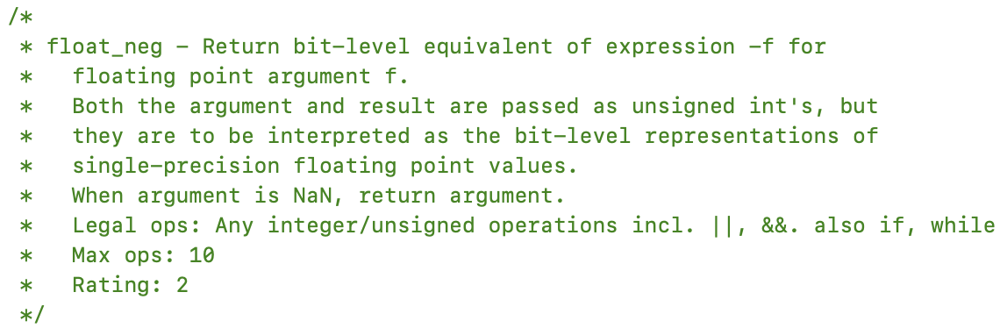 /*
 * float_neg - Return bit-level equivalent of expression -f for
 *   floating point argument f.
 *   Both the argument and result are passed as unsigned int's, but
 *   they are to be interpreted as the bit-level representations of
 *   single-precision floating point values.
 *   When argument is NaN, return argument.
 *   Legal ops: Any integer/unsigned operations incl. ||, &&. also if, while
 *   Max ops: 10
 *   Rating: 2
 */